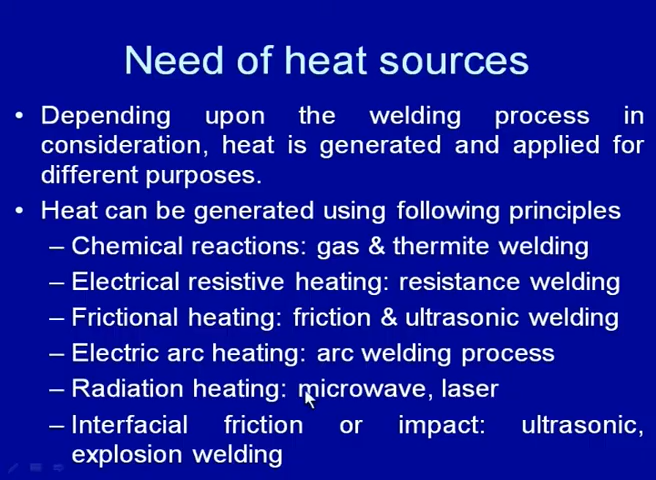 Need of heat sources
• Depending upon the welding process in
consideration, heat is generated and applied for
different purposes.
• Heat can be generated using following principles
– Chemical reactions: gas & thermite welding
– Electrical resistive heating: resistance welding
– Frictional heating: friction & ultrasonic welding
– Electric arc heating: arc welding process
– Radiation heating: microwave, laser
– Interfacial friction or impact: ultrasonic,
explosion welding